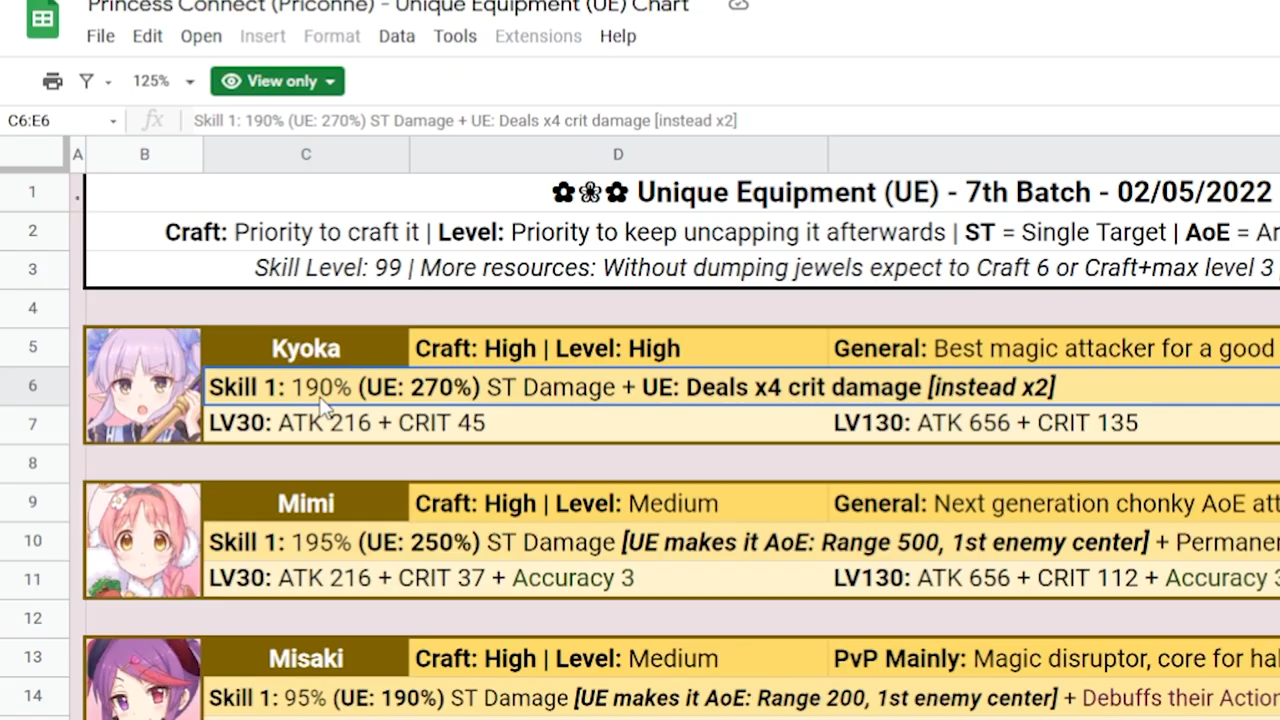 Princess Connect (Priconne) - Unique Equipment (UE) Chart
File Edit Open Insert Format Data Tools Extensions Help
125% View only
C6:E6 fx Skill 1: 190% (UE: 270%) ST Damage + UE: Deals x4 crit damage [instead x2]
A B C D
1 . ✿❀✿ Unique Equipment (UE) - 7th Batch - 02/05/2022
2 Craft: Priority to craft it | Level: Priority to keep uncapping it afterwards | ST = Single Target | AoE =
3 Skill Level: 99 | More resources: Without dumping jewels expect to Craft 6 or Craft+max level 3
4
5 Kyoka Craft: High | Level: High General: Best magic attacker for a good
6 Skill 1: 190% (UE: 270%) ST Damage + UE: Deals x4 crit damage [instead x2]
7 LV30: ATK 216 + CRIT 45 LV130: ATK 656 + CRIT 135
8
9 Mimi Craft: High | Level: Medium General: Next generation chonky AoE
10 Skill 1: 195% (UE: 250%) ST Damage [UE makes it AoE: Range 500, 1st enemy center] +
11 LV30: ATK 216 + CRIT 37 + Accuracy 3 LV130: ATK 656 + CRIT 112 + Accuracy
12
13 Misaki Craft: High | Level: Medium PvP Mainly: Magic disruptor, core for
14 Skill 1: 95% (UE: 190%) ST Damage [UE makes it AoE: Range 200, 1st enemy center] + Debuffs their Action